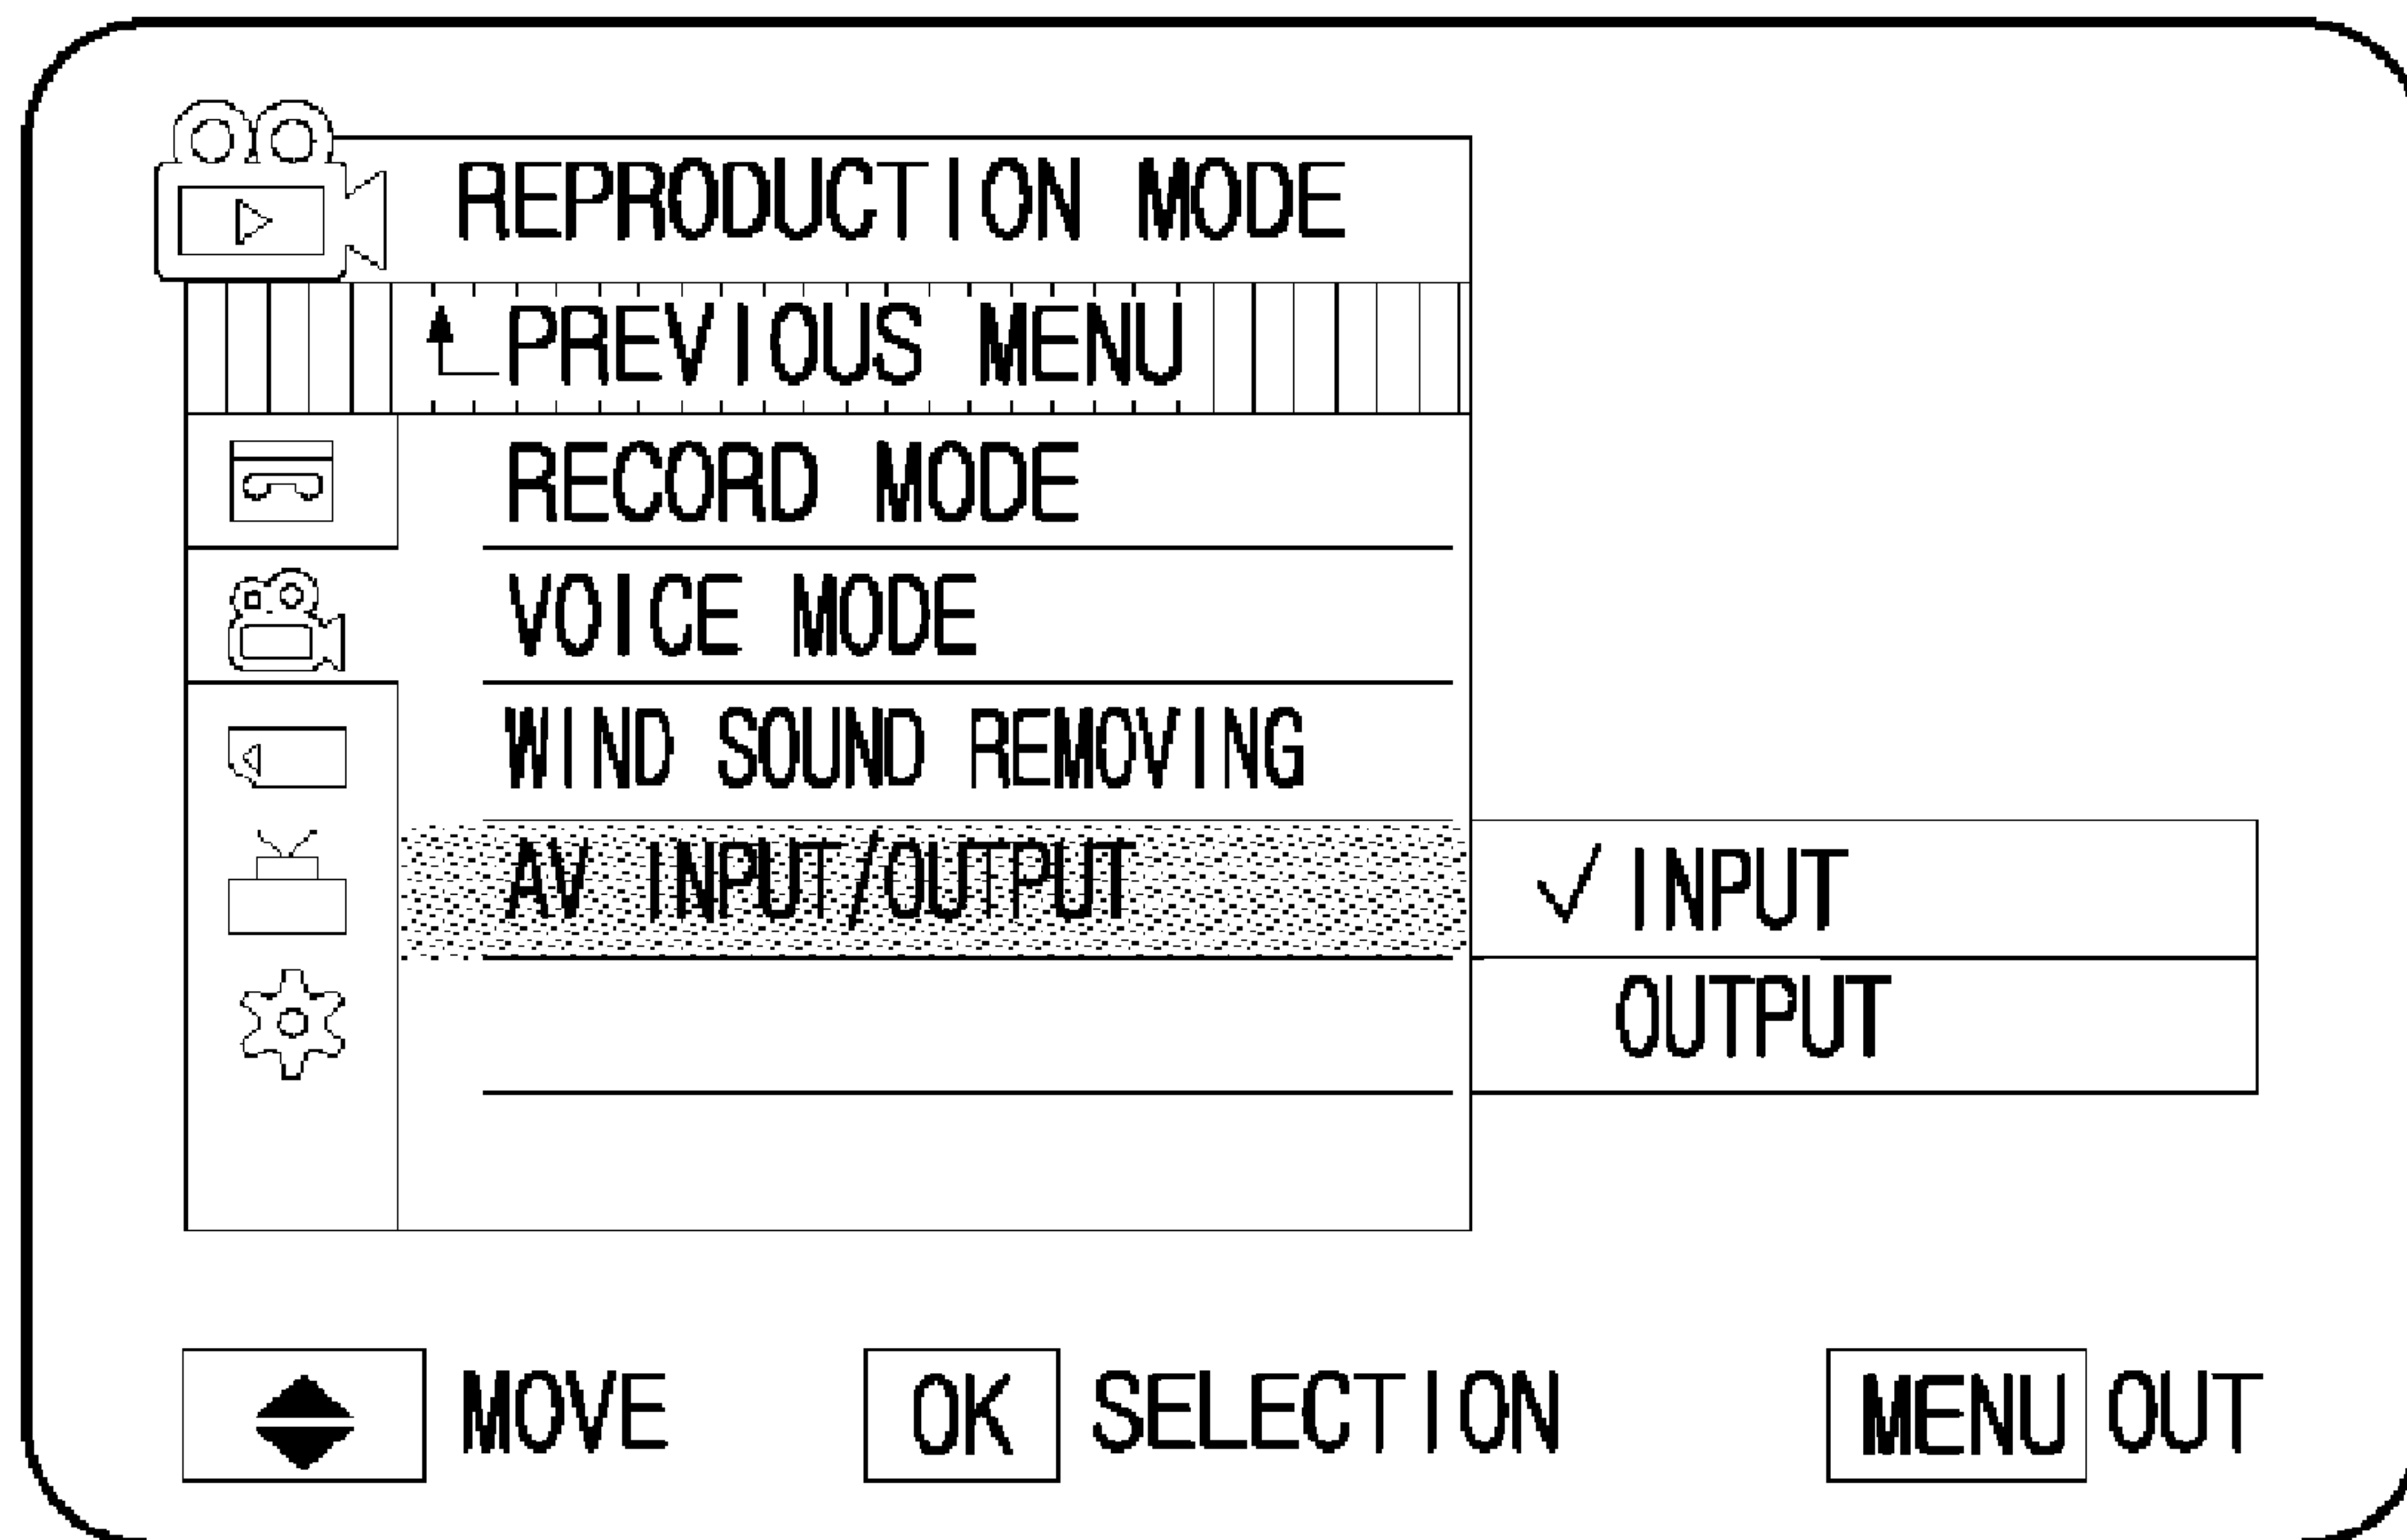 REPRODUCTION MODE
PREVIOUS MENU
RECORD MODE
VOICE MODE
WIND SOUND REMOVING
AV INPUT/OUTPUT
✓ INPUT
OUTPUT
MOVE OK SELECTION MENU OUT